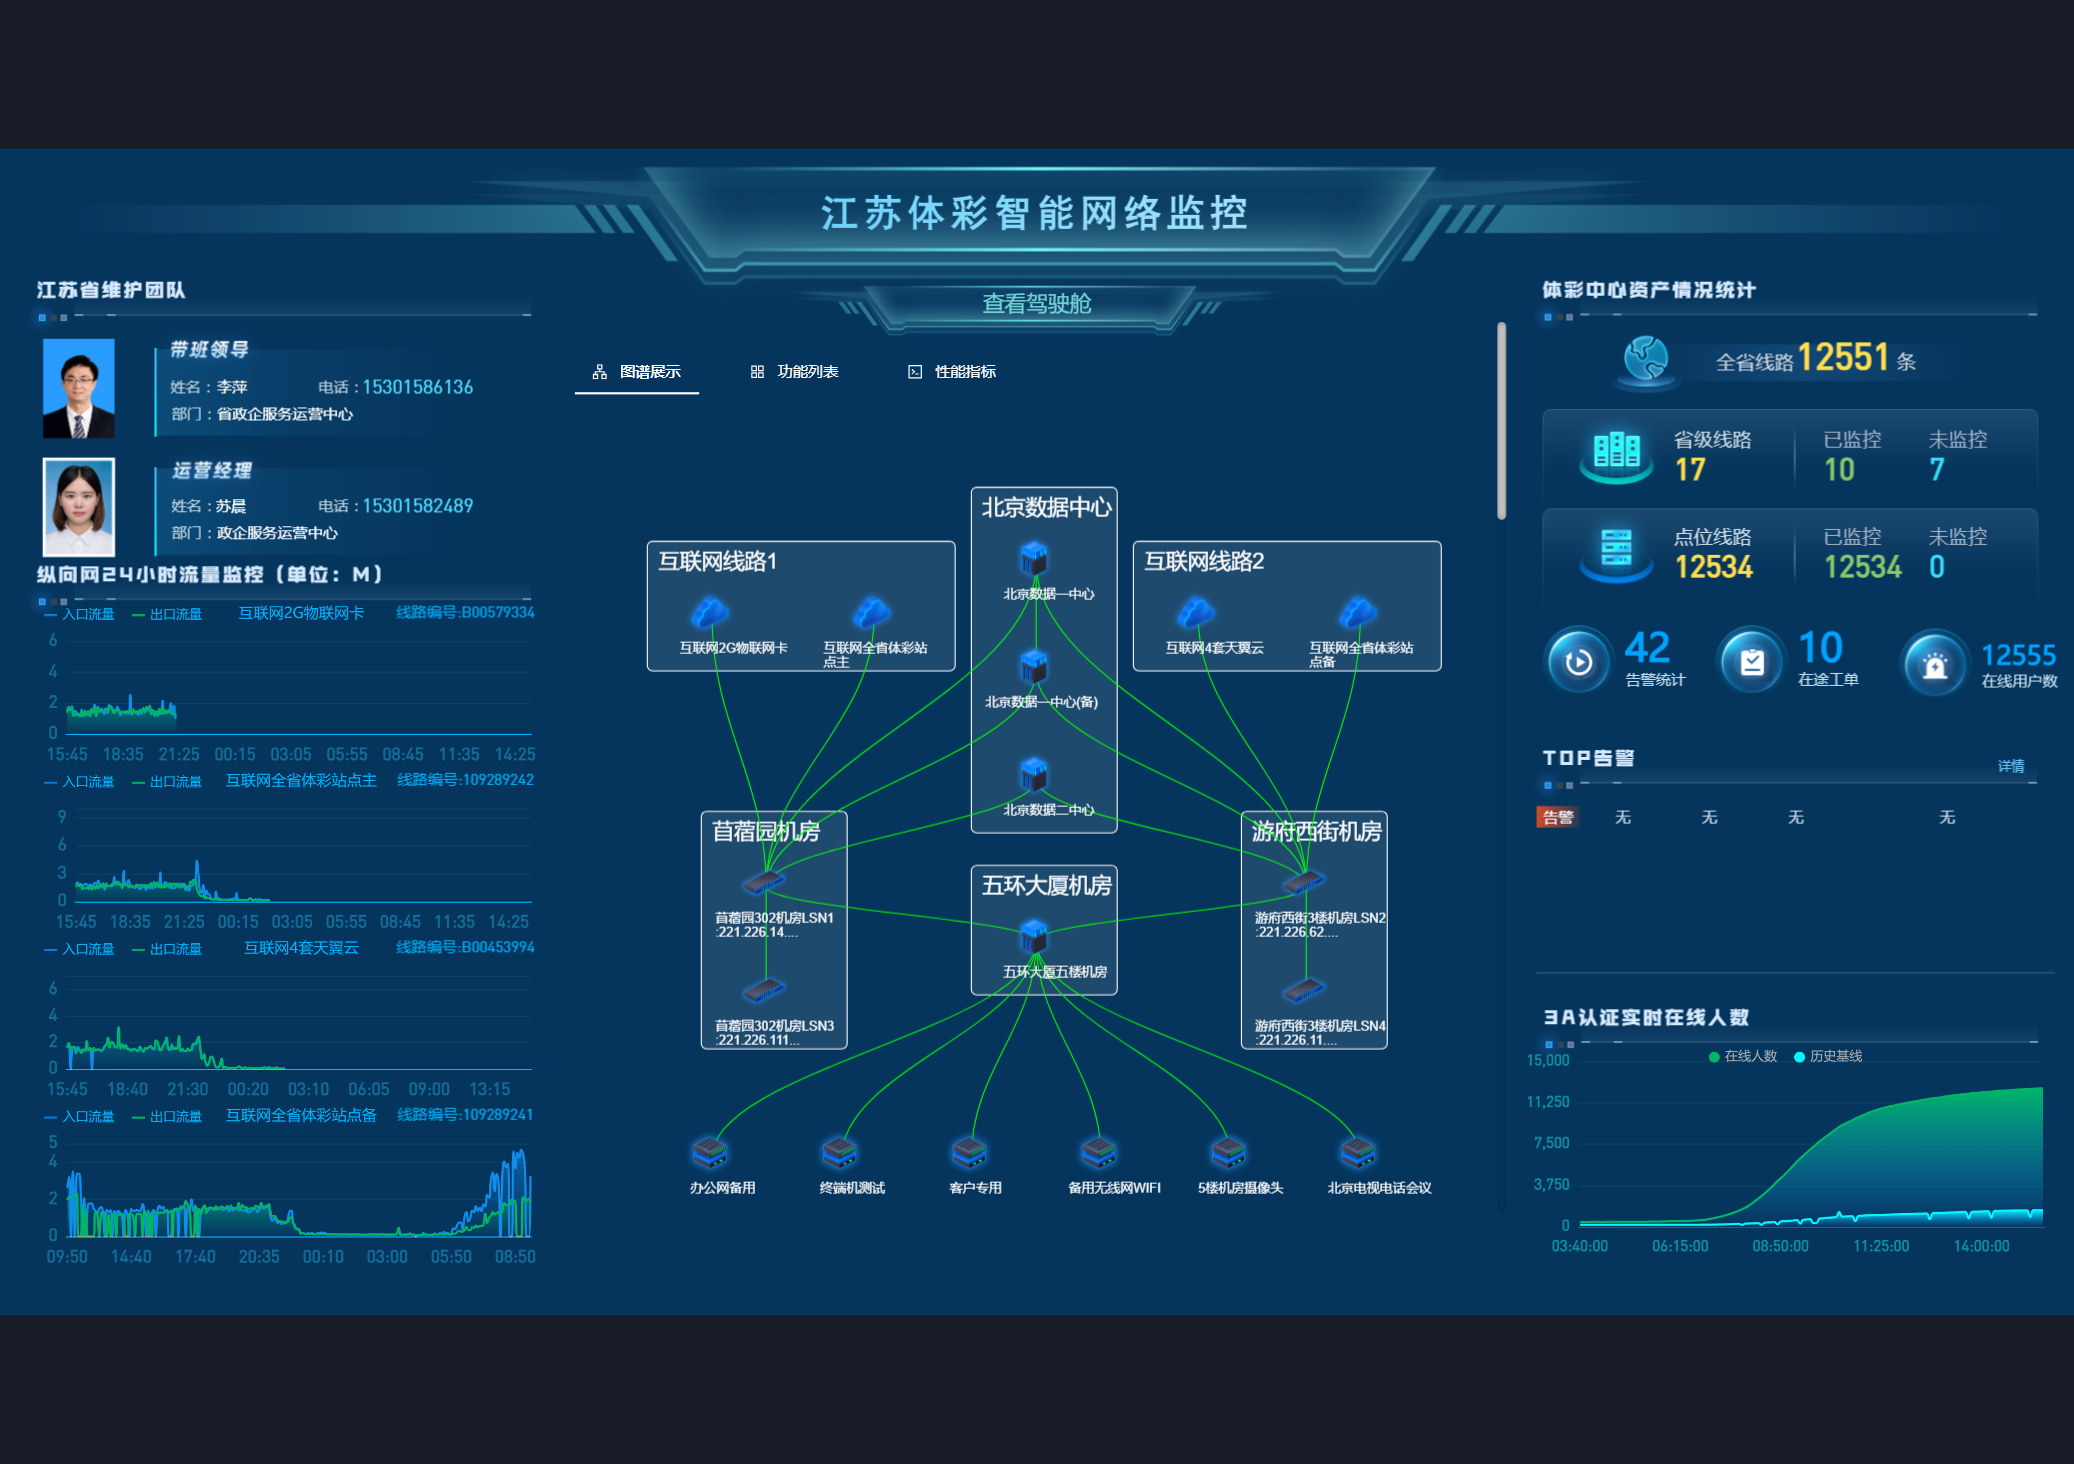 江苏体彩智能网络监控
查看驾驶舱
江苏省维护团队
带班领导
姓名：李萍 电话：15301586136
部门：省政企服务运营中心
运营经理
姓名：苏晨 电话：15301582489
部门：政企服务运营中心
纵向网24小时流量监控（单位：M）
入口流量 出口流量 互联网2G物联网卡 线路编号:B00579334
6
4
2
0
15:45 18:35 21:25 00:15 03:05 05:55 08:45 11:35 14:25
入口流量 出口流量 互联网全省体彩站点主 线路编号:109289242
9
6
3
0
15:45 18:35 21:25 00:15 03:05 05:55 08:45 11:35 14:25
入口流量 出口流量 互联网4套天翼云 线路编号:B00453994
6
4
2
0
15:45 18:40 21:30 00:20 03:10 06:05 09:00 13:15
入口流量 出口流量 互联网全省体彩站点备 线路编号:109289241
5
4
2
0
09:50 14:40 17:40 20:35 00:10 03:00 05:50 08:50
图谱展示 功能列表 性能指标
北京数据中心
北京数据一中心
北京数据一中心(备)
北京数据二中心
互联网线路1
互联网2G物联网卡
互联网全省体彩站
点主
互联网线路2
互联网4套天翼云
互联网全省体彩站
点备
苜蓿园机房
苜蓿园302机房LSN1
:221.226.14....
苜蓿园302机房LSN3
:221.226.111...
五环大厦机房
五环大厦五楼机房
游府西街机房
游府西街3楼机房LSN2
:221.226.62....
游府西街3楼机房LSN4
:221.226.11....
办公网备用 终端机测试 客户专用 备用无线网WIFI 5楼机房摄像头 北京电视电话会议
体彩中心资产情况统计
全省线路 12551 条
省级线路 已监控 未监控
17 10 7
点位线路 已监控 未监控
12534 12534 0
42 10 12555
告警统计 在途工单 在线用户数
TOP告警
详情
告警 无 无 无 无
3A认证实时在线人数
在线人数 历史基线
15,000
11,250
7,500
3,750
0
03:40:00 06:15:00 08:50:00 11:25:00 14:00:00